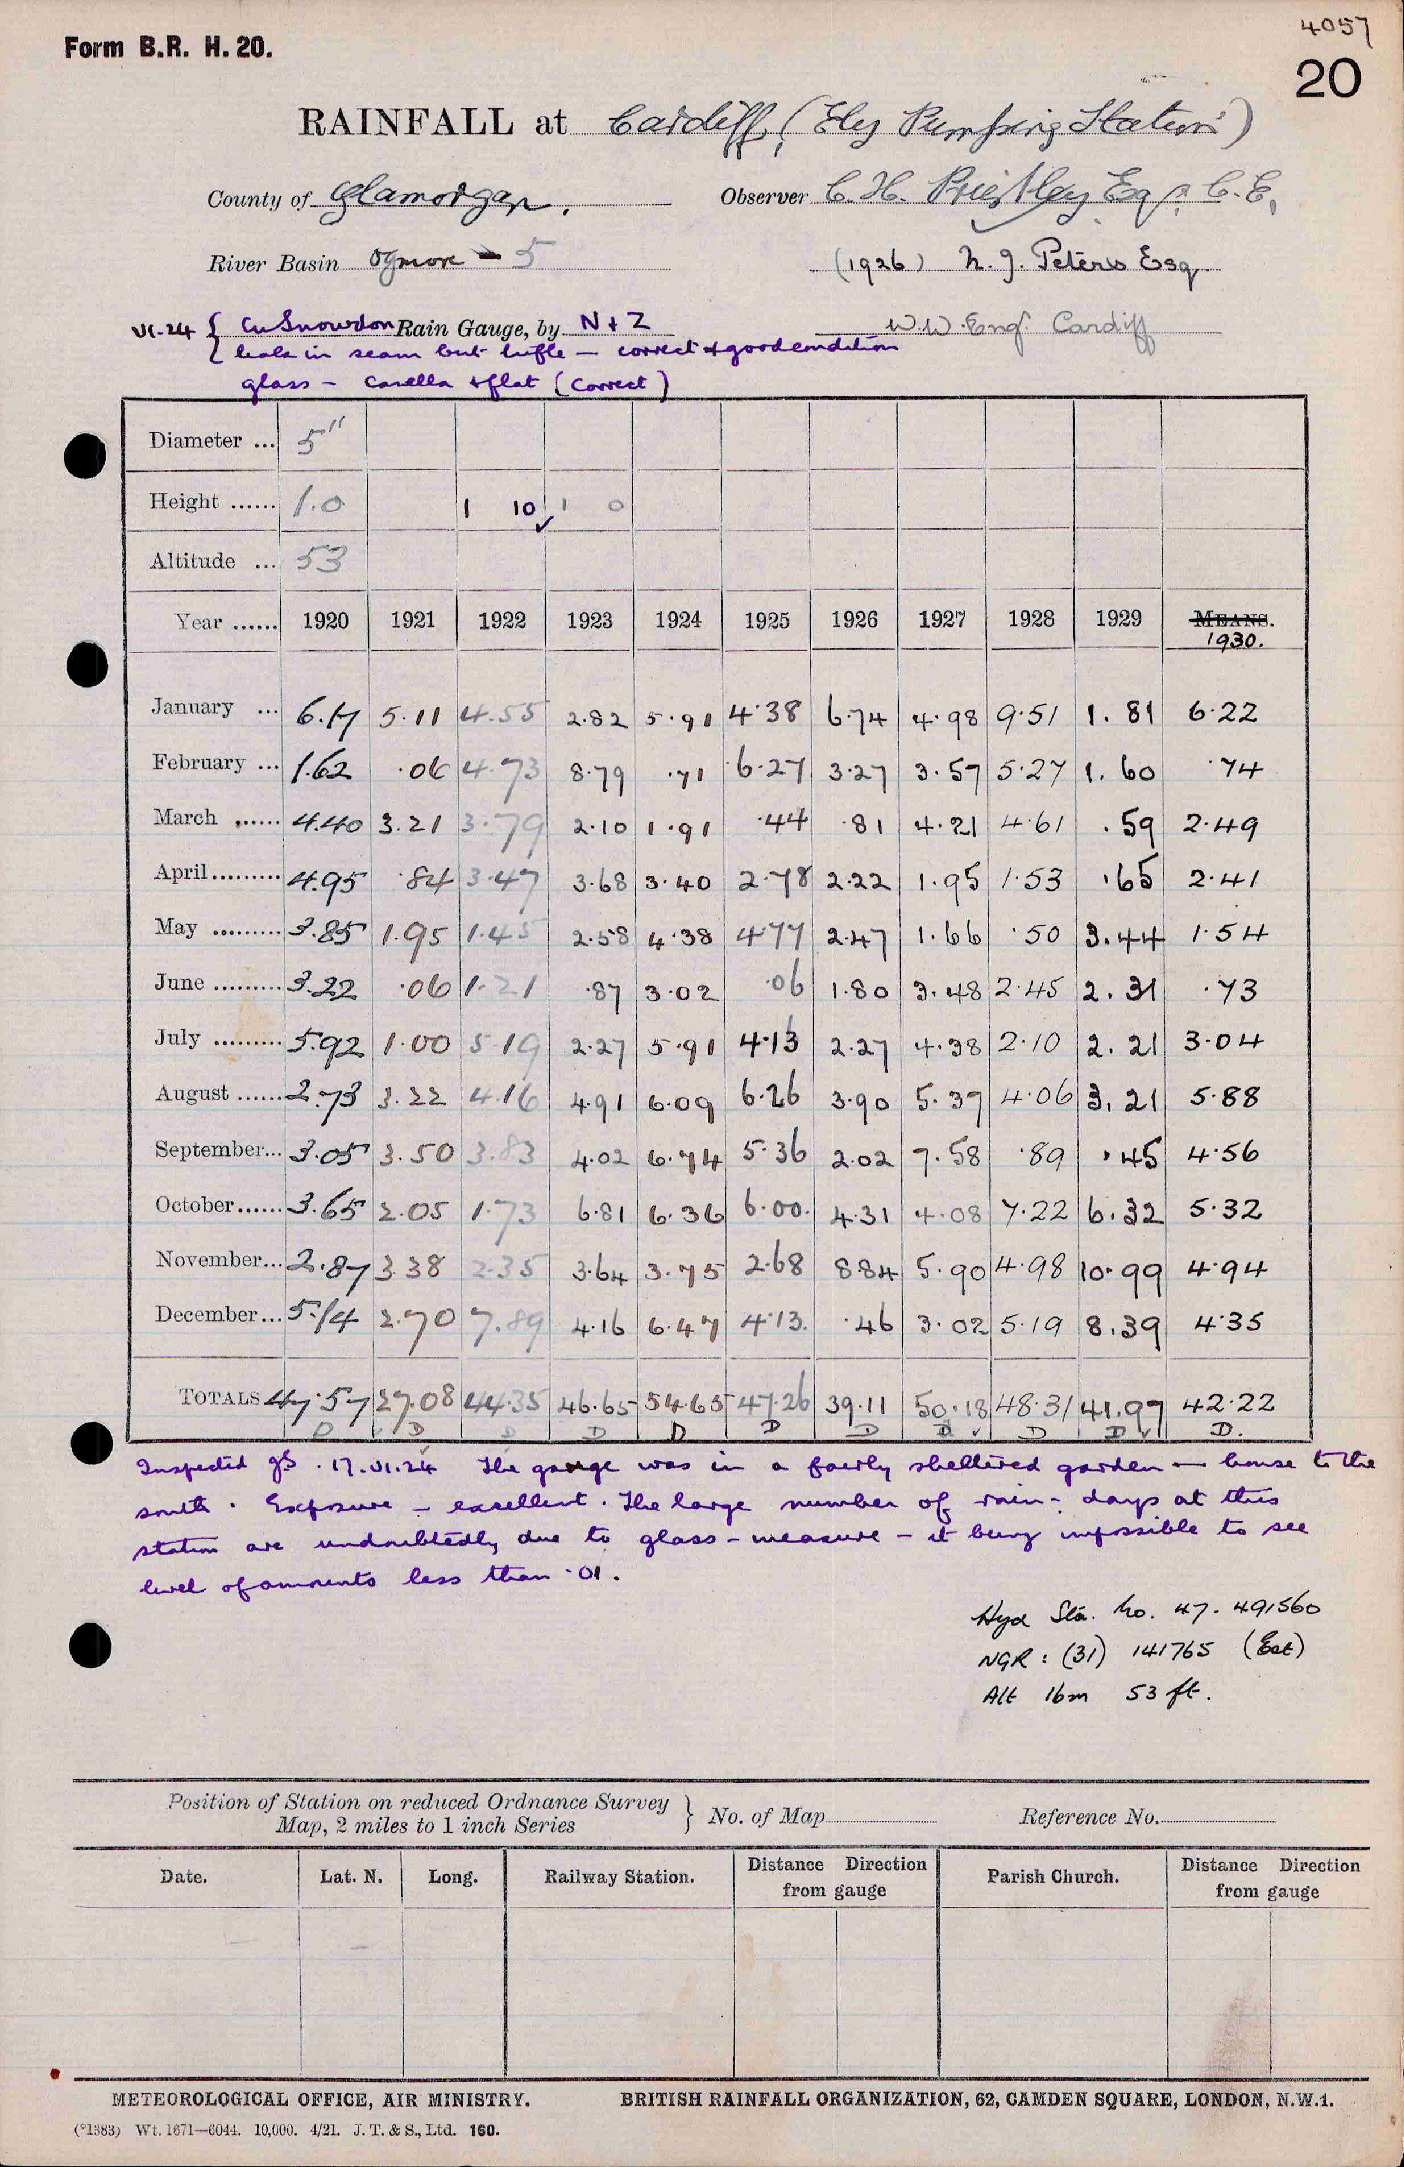 4057
Form B.R. H. 20.
20
RAINFALL at Cardiff, (Ely Pumping Station)
County of Glamorgan. Observer C. H. Priestley Esq: C.E,
River Basin Ogmore - 5 (1926) N. J. Peters Esq
VI.24 { Cu Snowdon Rain Gauge, by N + Z W.W. Engr. Cardiff
leaks in seam but trifle — correct & good condition
glass - Casella & flat (correct)
Diameter ... 5"
Height ...... 1.0 1 10 1 0
Altitude ... 53
Year ...... 1920 1921 1922 1923 1924 1925 1926 1927 1928 1929 MEANS.
1930.
January ... 6.17 5.11 4.55 2.82 5.91 4.38 6.74 4.98 9.51 1.81 6.22
February ... 1.62 .06 4.73 8.79 .71 6.27 3.27 3.57 5.27 1.60 .74
March ...... 4.40 3.21 3.79 2.10 1.91 .44 .81 4.21 4.61 .59 2.49
April......... 4.95 .84 3.47 3.68 3.40 2.78 2.22 1.95 1.53 .65 2.41
May ......... 3.85 1.95 1.45 2.58 4.38 4.77 2.47 1.66 .50 3.44 1.54
June ......... 3.22 .06 1.21 .87 3.02 .06 1.80 3.48 2.45 2.31 .73
July ......... 5.92 1.00 5.19 2.27 5.91 4.13 2.27 4.38 2.10 2.21 3.04
August ...... 2.73 3.22 4.16 4.91 6.09 6.26 3.90 5.37 4.06 3.21 5.88
September... 3.05 3.50 3.83 4.02 6.74 5.36 2.02 7.58 .89 .45 4.56
October...... 3.65 2.05 1.73 6.81 6.36 6.00. 4.31 4.08 7.22 6.32 5.32
November... 2.87 3.38 2.35 3.64 3.75 2.68 8.84 5.90 4.98 10.99 4.94
December... 5.14 2.70 7.89 4.16 6.47 4.13. .46 3.02 5.19 8.39 4.35
TOTALS 47.57 27.08 44.35 46.65 54.65 47.26 39.11 50.18 48.31 41.97 42.22
D D D D D D D D D D D.
Inspected JS. 17.VI.24 The gauge was in a fairly sheltered garden — house to the
south. Exposure - excellent. The large number of rain-days at this
station are undoubtedly due to glass-measure - it being impossible to see
level of amounts less than .01.
Hyd Sta. No. 47.491560
NGR: (31) 141765 (Est)
Alt 16m 53 ft.
Position of Station on reduced Ordnance Survey
Map, 2 miles to 1 inch Series } No. of Map Reference No.
Date. Lat. N. Long. Railway Station. Distance Direction from gauge Parish Church. Distance Direction from gauge
METEOROLOGICAL OFFICE, AIR MINISTRY. BRITISH RAINFALL ORGANIZATION, 62, CAMDEN SQUARE, LONDON, N.W.1.
(*1383) Wt. 1671—6044. 10,000. 4/21. J. T. & S., Ltd. 160.